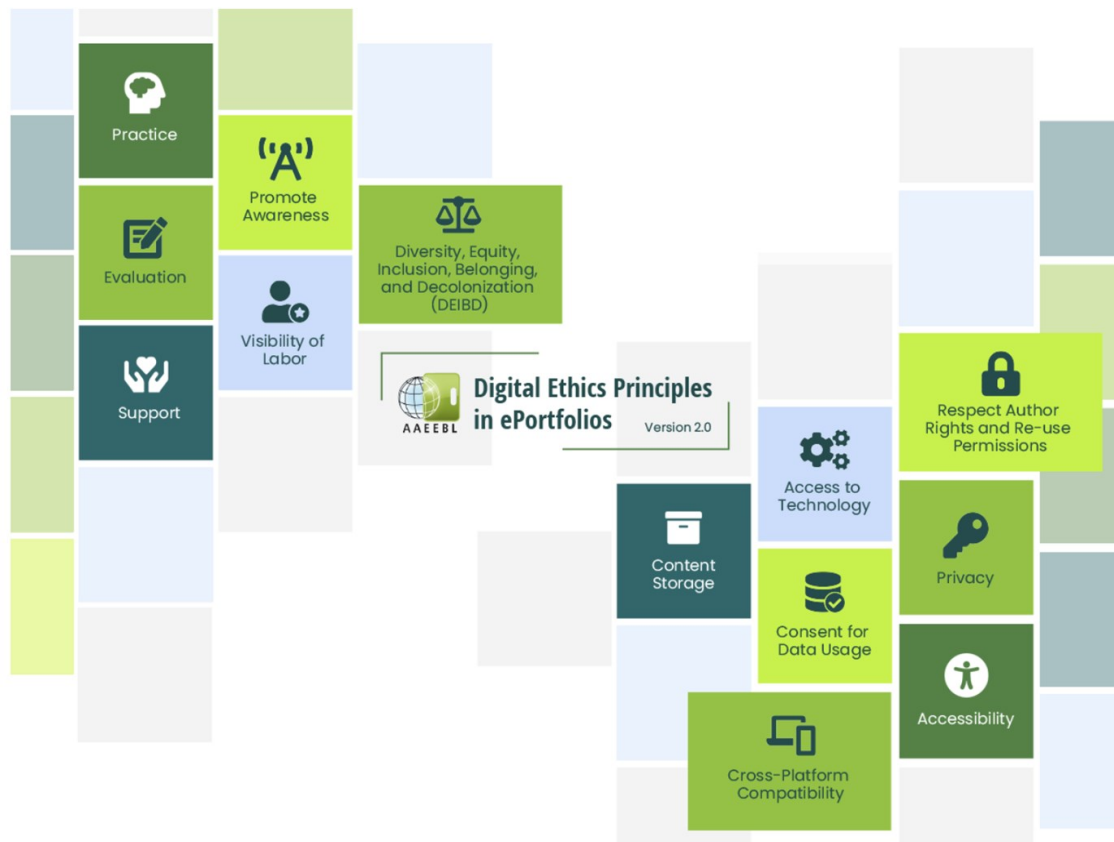 Practice
Promote
Awareness
Evaluation
Diversity, Equity,
Inclusion, Belonging,
and Decolonization
(DEIBD)
Visibility of
Labor
Support
AAEEBL
Digital Ethics Principles
in ePortfolios
Version 2.0
Respect Author
Rights and Re-use
Permissions
Access to
Technology
Content
Storage
Privacy
Consent for
Data Usage
Accessibility
Cross-Platform
Compatibility